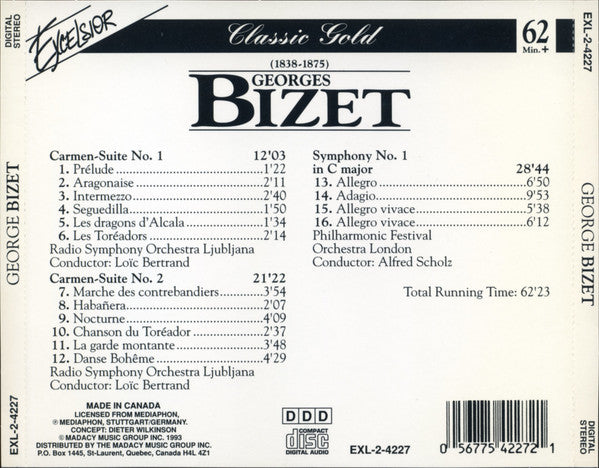 DIGITAL STEREO
EXCELSIOR
Classic Gold
62 Min. +
EXL-2-4227
(1838-1875)
GEORGES
BIZET
GEORGE BIZET
Carmen-Suite No. 1 12'03
1. Prélude 1'22
2. Aragonaise 2'11
3. Intermezzo 2'40
4. Seguedilla 1'50
5. Les dragons d'Alcala 1'34
6. Les Toréadors 2'14
Radio Symphony Orchestra Ljubljana
Conductor: Loïc Bertrand
Carmen-Suite No. 2 21'22
7. Marche des contrebandiers 3'54
8. Habañera 2'07
9. Nocturne 4'09
10. Chanson du Toréador 2'37
11. La garde montante 3'48
12. Danse Bohême 4'29
Radio Symphony Orchestra Ljubljana
Conductor: Loïc Bertrand
Symphony No. 1
in C major 28'44
13. Allegro 6'50
14. Adagio 9'53
15. Allegro vivace 5'38
16. Allegro vivace 6'12
Philharmonic Festival
Orchestra London
Conductor: Alfred Scholz
Total Running Time: 62'23
GEORGE BIZET
EXL-2-4227
MADE IN CANADA
LICENSED FROM MEDIAPHON,
℗ MEDIAPHON, STUTTGART/GERMANY.
CONCEPT: DIETER WILKINSON
© MADACY MUSIC GROUP INC. 1993
DISTRIBUTED BY THE MADACY MUSIC GROUP INC.
P.O. Box 1445, St-Laurent, Quebec, Canada H4L 4Z1
DDD
COMPACT
disc
DIGITAL AUDIO
EXL-2-4227
0 56775 42272 1
DIGITAL STEREO